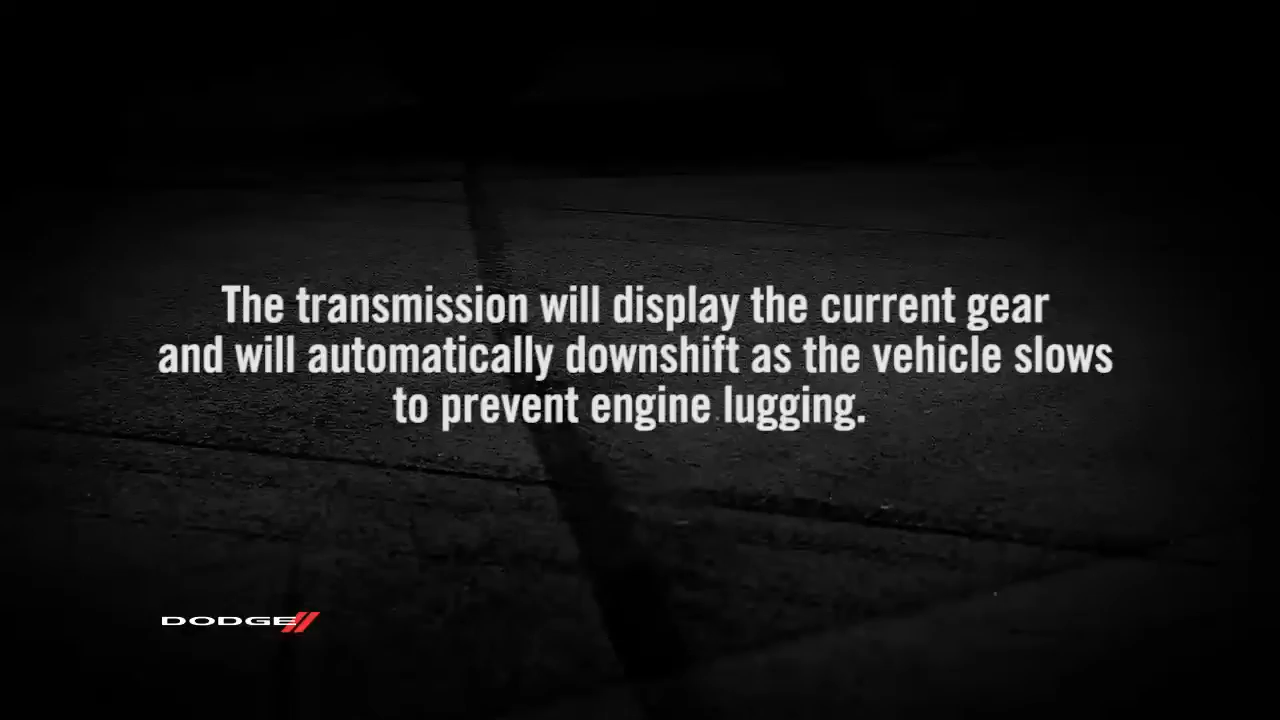 The transmission will display the current gear
and will automatically downshift as the vehicle slows
to prevent engine lugging.
DODGE